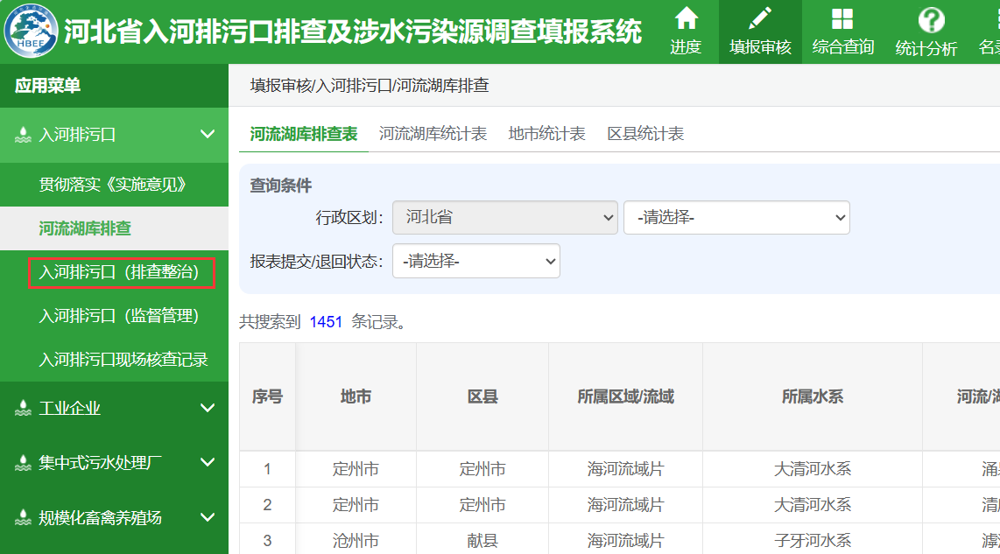 HBEE
河北省入河排污口排查及涉水污染源调查填报系统
进度
填报审核
综合查询
统计分析
应用菜单
入河排污口
贯彻落实《实施意见》
河流湖库排查
入河排污口（排查整治）
入河排污口（监督管理）
入河排污口现场核查记录
工业企业
集中式污水处理厂
规模化畜禽养殖场
填报审核/入河排污口/河流湖库排查
河流湖库排查表 河流湖库统计表 地市统计表 区县统计表
查询条件
行政区划： 河北省 -请选择-
报表提交/退回状态： -请选择-
共搜索到 1451 条记录。
序号 地市 区县 所属区域/流域 所属水系 河流/
1 定州市 定州市 海河流域片 大清河水系
2 定州市 定州市 海河流域片 大清河水系
3 沧州市 献县 海河流域片 子牙河水系